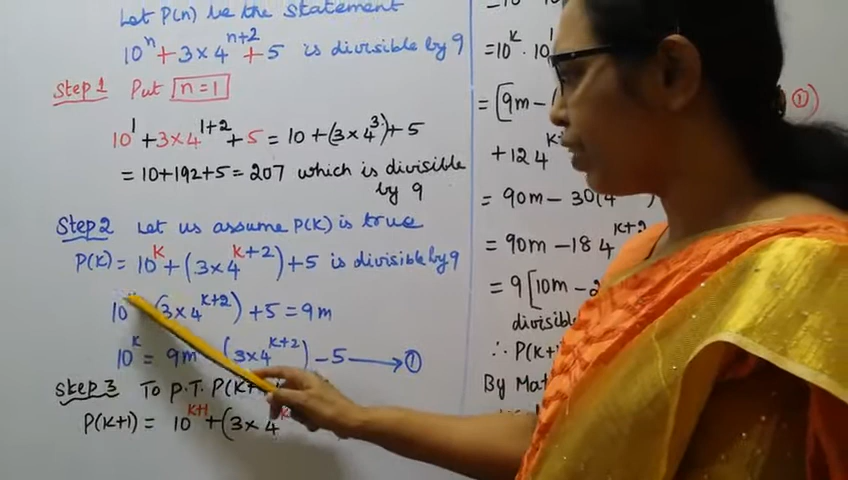 Let P(n) be the statement
10^n + 3×4^(n+2) + 5 is divisible by 9
Step 1 Put n=1
10^1 + 3×4^(1+2) + 5 = 10 + (3×4^3) + 5
= 10+192+5 = 207 which is divisible
by 9
Step 2 Let us assume P(K) is true
P(K) = 10^K + (3×4^(K+2)) + 5 is divisible by 9
10 (3×4^(K+2)) + 5 = 9m
10^K = 9m (3×4^(K+2)) - 5 → ①
Step 3 To P.T. P(K+
P(K+1) = 10^(K+1) + (3×4^K
= 10^K · 10^1
= [9m - ①)
+ 12 4^K+
= 90m - 30(4
= 90m - 18 4^(K+2)
= 9[10m - 2
divisible
∴ P(K+
By Mat